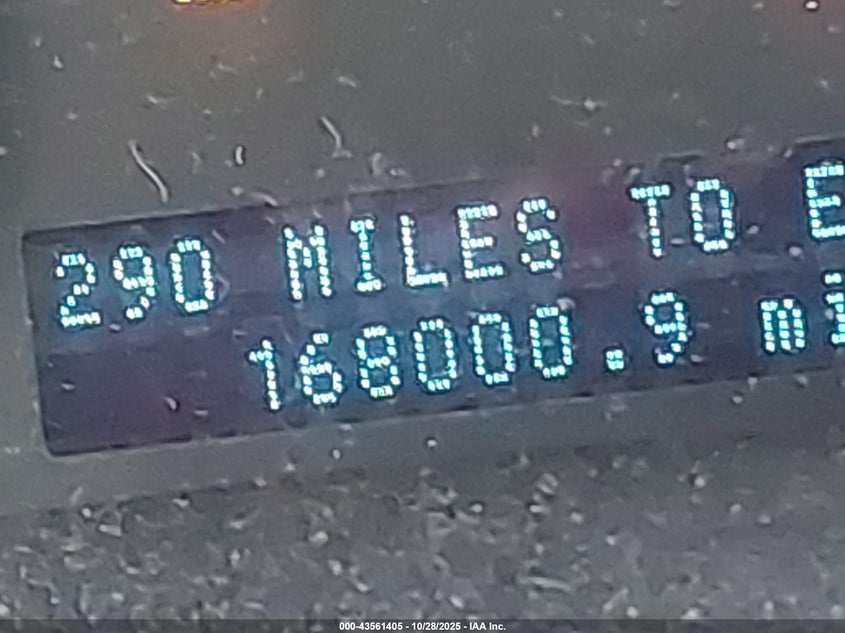 290 MILES TO E
168000.9 mi
000-43561405 - 10/28/2025 - IAA Inc.